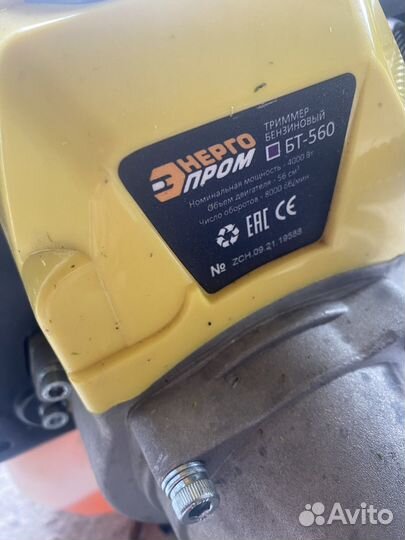 ЭНЕРГО
ПРОМ
ТРИММЕР
БЕНЗИНОВЫЙ
БТ-560
Номинальная мощность - 4000 Вт
Объем двигателя - 56 см³
Число оборотов - 8000 об/мин
EAC CE
№ ZCH.09.21.19588
Avito